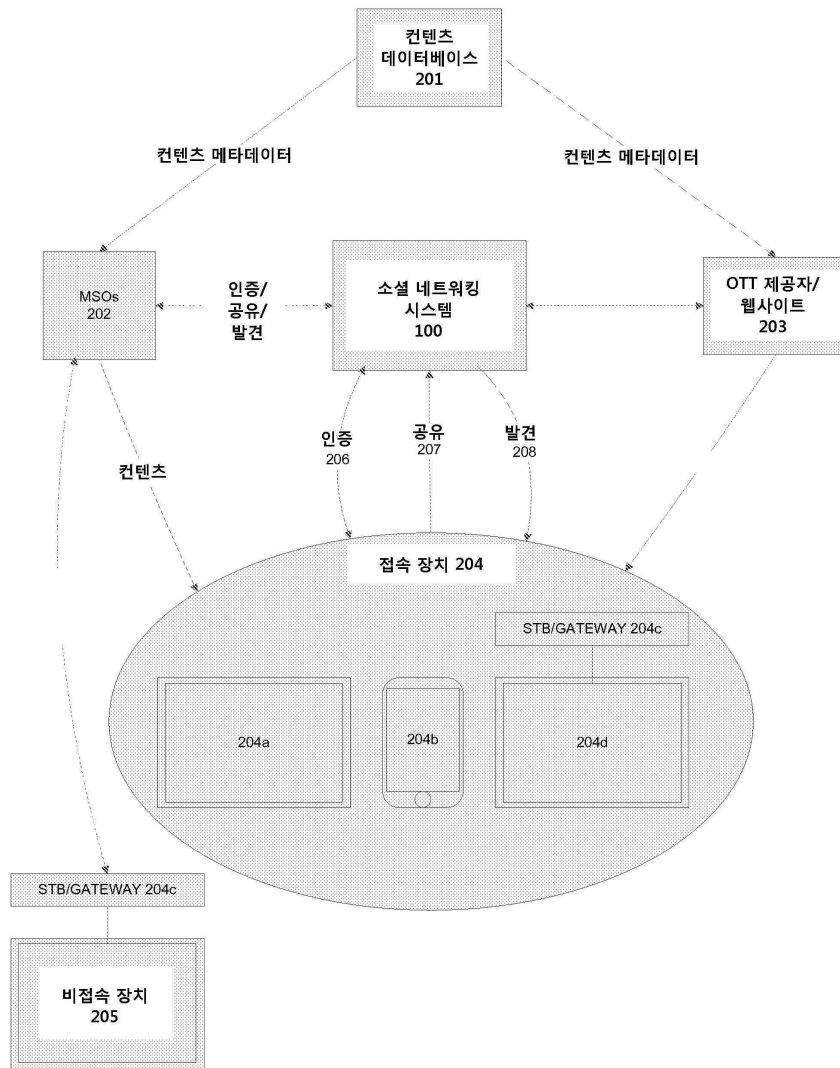 컨텐츠
데이터베이스
201
컨텐츠 메타데이터
컨텐츠 메타데이터
MSOs
202
인증/
공유/
발견
소셜 네트워킹
시스템
100
OTT 제공자/
웹사이트
203
인증
206
공유
207
발견
208
컨텐츠
접속 장치 204
STB/GATEWAY 204c
204a
204b
204d
STB/GATEWAY 204c
비접속 장치
205